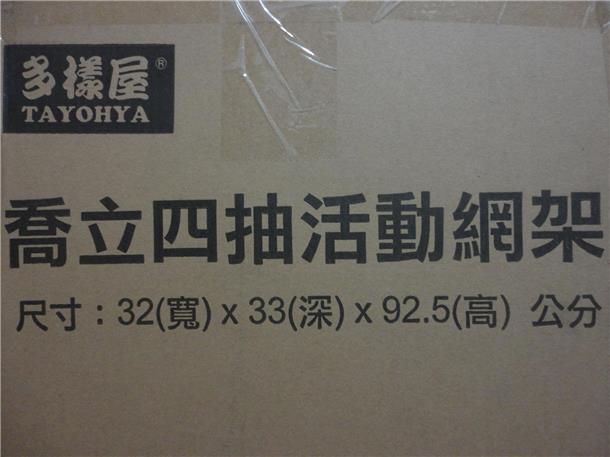 多樣屋®
TAYOHYA
喬立四抽活動網架
尺寸：32(寬) x 33(深) x 92.5(高) 公分